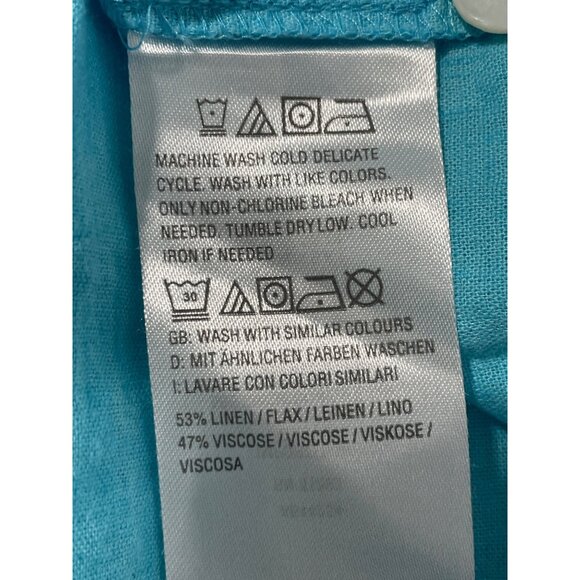 MACHINE WASH COLD DELICATE
CYCLE. WASH WITH LIKE COLORS.
ONLY NON-CHLORINE BLEACH WHEN
NEEDED. TUMBLE DRY LOW. COOL
IRON IF NEEDED
30
GB: WASH WITH SIMILAR COLOURS
D: MIT ÄHNLICHEN FARBEN WASCHEN
I: LAVARE CON COLORI SIMILARI
53% LINEN / FLAX / LEINEN / LINO
47% VISCOSE / VISCOSE / VISKOSE /
VISCOSA